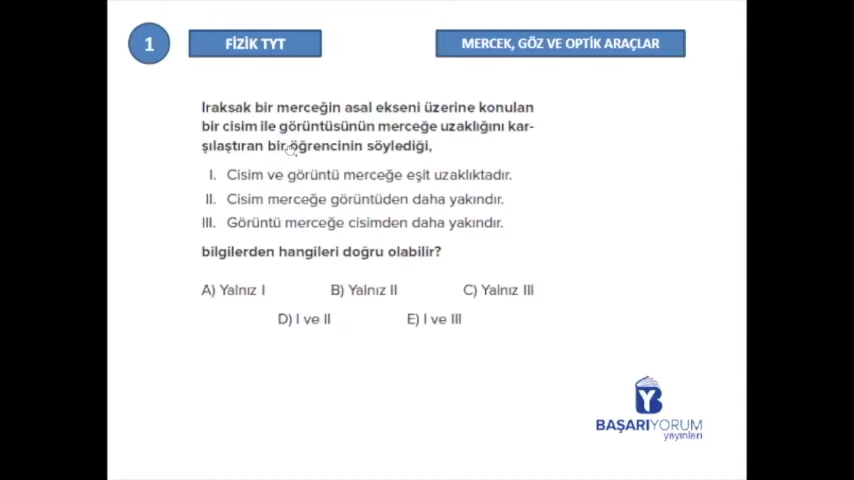 1
FİZİK TYT
MERCEK, GÖZ VE OPTİK ARAÇLAR
Iraksak bir merceğin asal ekseni üzerine konulan
bir cisim ile görüntüsünün merceğe uzaklığını kar-
şılaştıran bir öğrencinin söylediği,
I. Cisim ve görüntü merceğe eşit uzaklıktadır.
II. Cisim merceğe görüntüden daha yakındır.
III. Görüntü merceğe cisimden daha yakındır.
bilgilerden hangileri doğru olabilir?
A) Yalnız I B) Yalnız II C) Yalnız III
D) I ve II E) I ve III
BAŞARIYORUM
yayınları